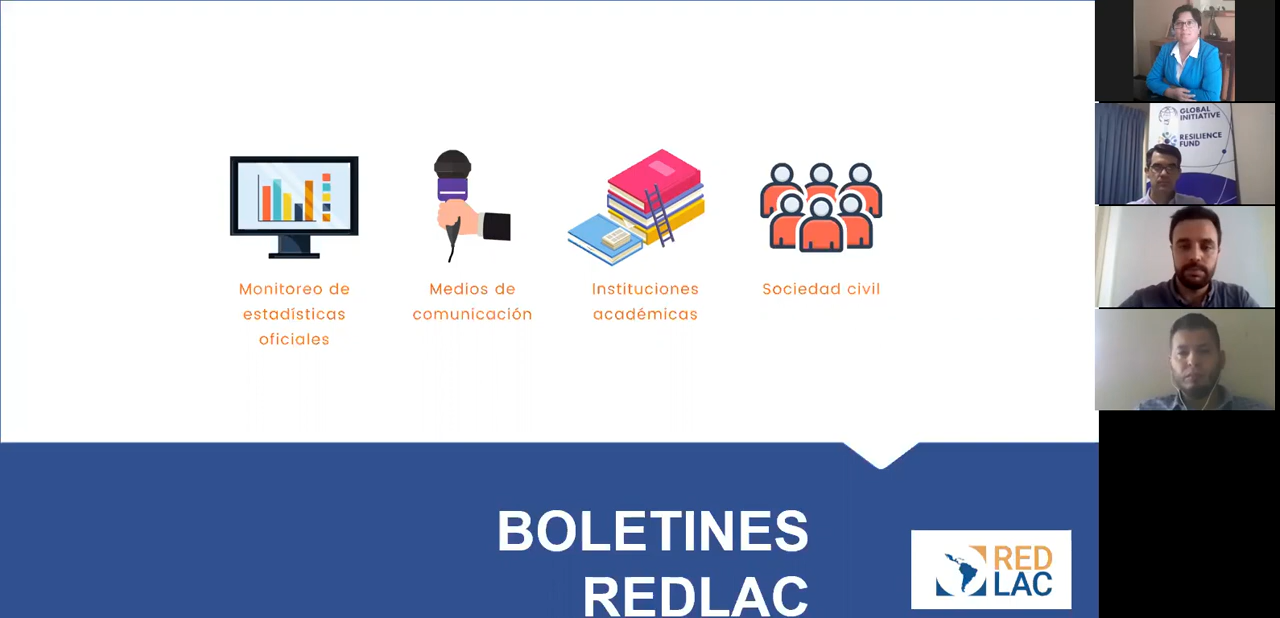 Monitoreo de
estadísticas
oficiales
Medios de
comunicación
Instituciones
académicas
Sociedad civil
BOLETINES
REDLAC
RED
LAC
GLOBAL
INITIATIVE
RESILIENCE
FUND